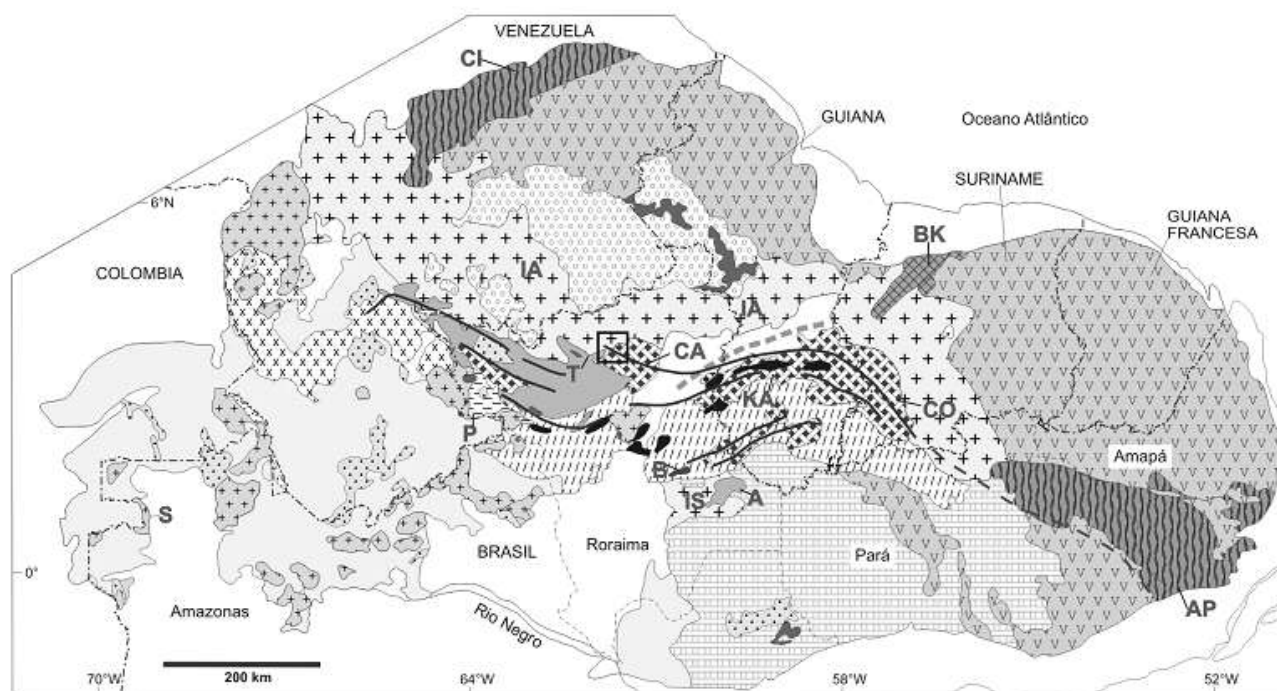 VENEZUELA
CI
GUIANA
Oceano Atlântico
6°N
SURINAME
GUIANA
FRANCESA
BK
COLOMBIA
IA
IA
CA
T
KA
CO
P
B
Amapá
IS
A
S
BRASIL
Roraima
Pará
0°
Amazonas
Rio Negro
AP
200 km
70°W
64°W
58°W
52°W